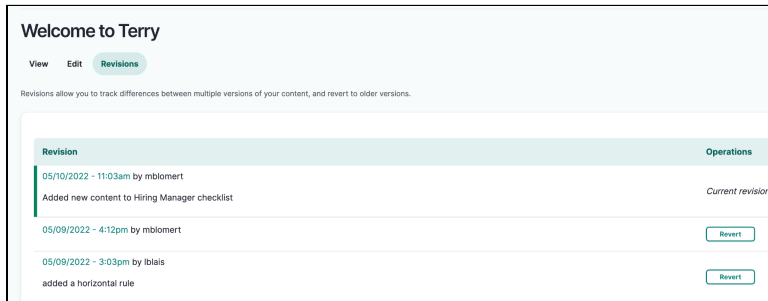 Welcome to Terry
View Edit Revisions
Revisions allow you to track differences between multiple versions of your content, and revert to older versions.
Revision Operations
05/10/2022 - 11:03am by mblomert
Added new content to Hiring Manager checklist
Current revision
05/09/2022 - 4:12pm by mblomert
Revert
05/09/2022 - 3:03pm by lblais
added a horizontal rule
Revert